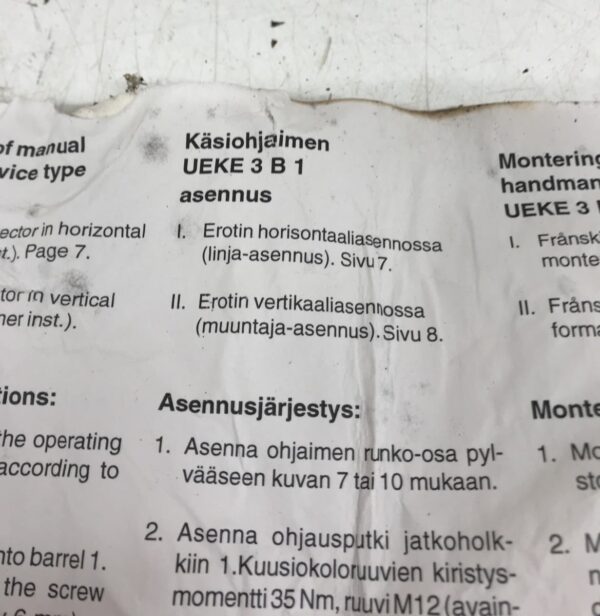 of manual
vice type
ector in horizontal
t.). Page 7.
tor in vertical
ner inst.).
ions:
the operating
according to
nto barrel 1.
the screw
Käsiohjaimen
UEKE 3 B 1
asennus
I. Erotin horisontaaliasennossa
(linja-asennus). Sivu 7.
II. Erotin vertikaaliasennossa
(muuntaja-asennus). Sivu 8.
Asennusjärjestys:
1. Asenna ohjaimen runko-osa pyl-
vääseen kuvan 7 tai 10 mukaan.
2. Asenna ohjausputki jatkoholk-
kiin 1.Kuusiokoloruuvien kiristys-
momentti 35 Nm, ruuvi M12 (avain-
Montering
handman
UEKE 3
I. Frånsk
monte
II. Fråns
forma
Monte
1. Mo
sto
2. M